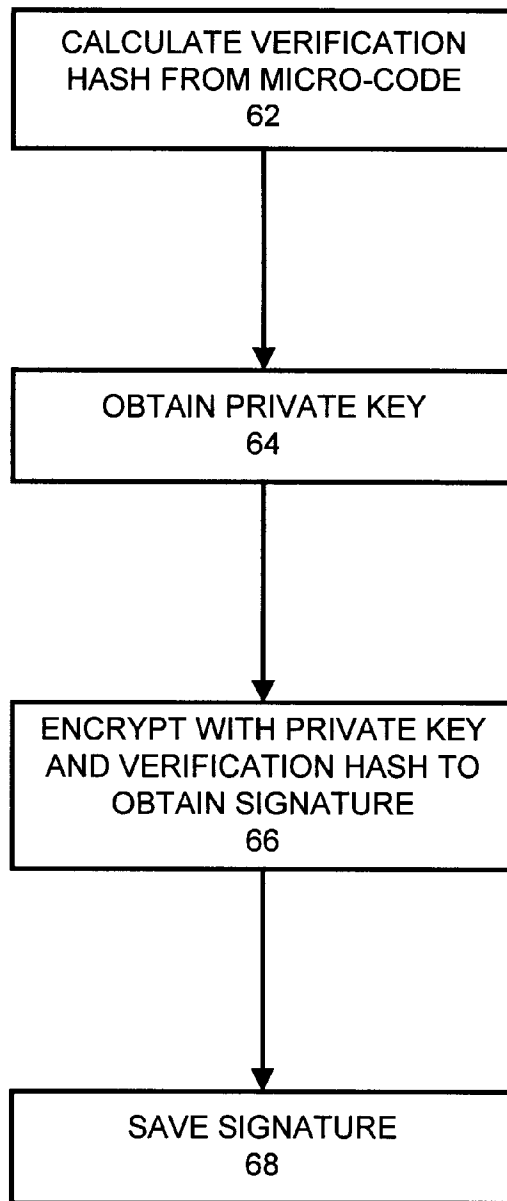 CALCULATE VERIFICATION
HASH FROM MICRO-CODE
62
OBTAIN PRIVATE KEY
64
ENCRYPT WITH PRIVATE KEY
AND VERIFICATION HASH TO
OBTAIN SIGNATURE
66
SAVE SIGNATURE
68